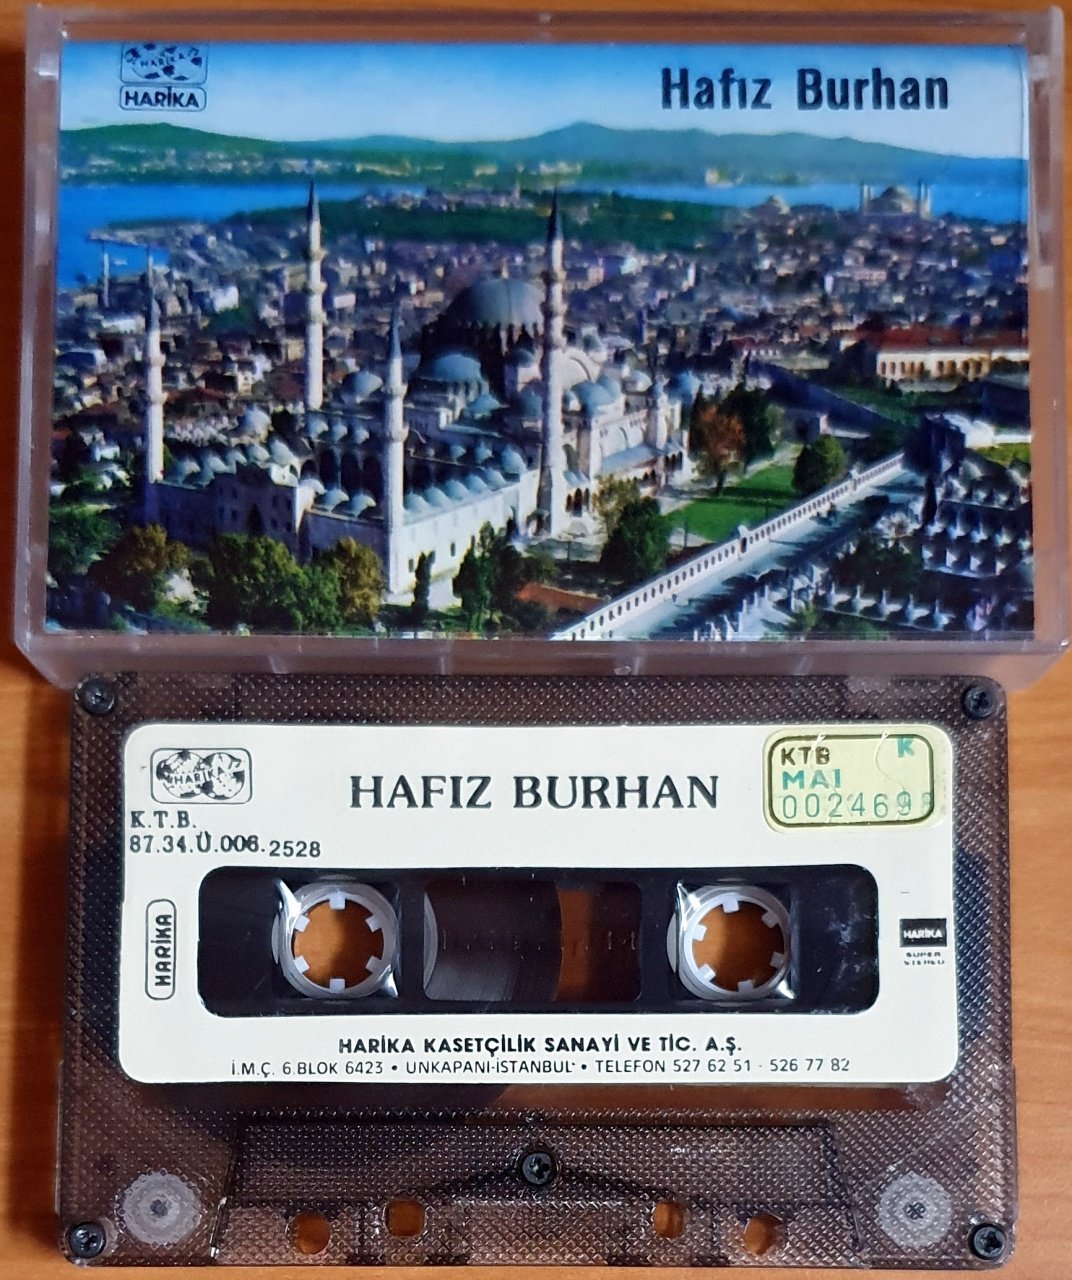 HARİKA
HARİKA
Hafız Burhan
HARİKA
HAFIZ BURHAN
KTB K
MAI
K.T.B.
87.34.Ü.006.2528
HARİKA
HARİKA
SUPER
STEREO
HARİKA KASETÇİLİK SANAYİ VE TİC. A.Ş.
İ.M.Ç. 6.BLOK 6423 • UNKAPANI-İSTANBUL • TELEFON 527 62 51 - 526 77 82